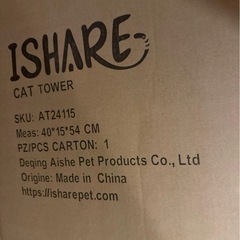 ISHARE
CAT TOWER
SKU: AT24115
Meas: 40*15*54 CM
PZ/PCS CARTON: 1
Deqing Aishe Pet Products Co., Ltd
Origine: Made in China
https://isharepet.com